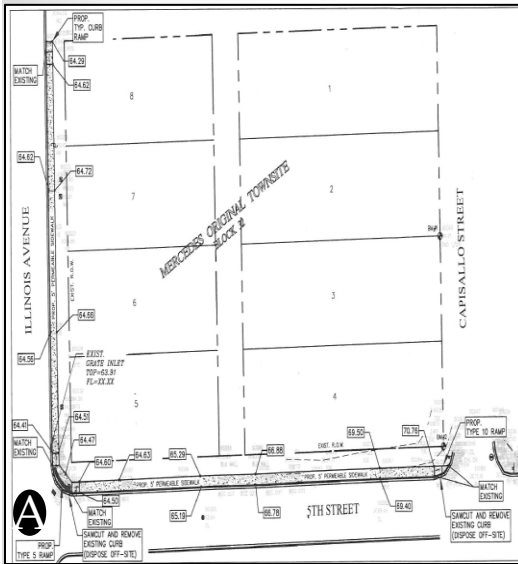 PROP.
TYP. CURB
RAMP
64.29
MATCH
EXISTING
64.62
8
1
64.82
64.72
7
2
MERCEDES ORIGINAL TOWNSITE
BLOCK
ILLINOIS AVENUE
PROP. 5' PERMEABLE SIDEWALK
EXIST. R.O.W.
CAPISALLO STREET
6
3
64.56
EXIST.
GRATE INLET
TOP=63.91
FL=XX.XX
5
4
64.41
64.51
MATCH
EXISTING
64.47
64.60
64.63
65.29
66.88
69.50
70.76
EXIST. R.O.W.
PROP.
TYPE 10 RAMP
PROP. 5' PERMEABLE SIDEWALK
PROP. 5' PERMEABLE SIDEWALK
A
64.50
65.19
66.78
5TH STREET
69.40
MATCH
EXISTING
MATCH
EXISTING
SAWCUT AND REMOVE
EXISTING CURB
(DISPOSE OFF-SITE)
SAWCUT AND REMOVE
EXISTING CURB
(DISPOSE OFF-SITE)
PROP.
TYPE 5 RAMP